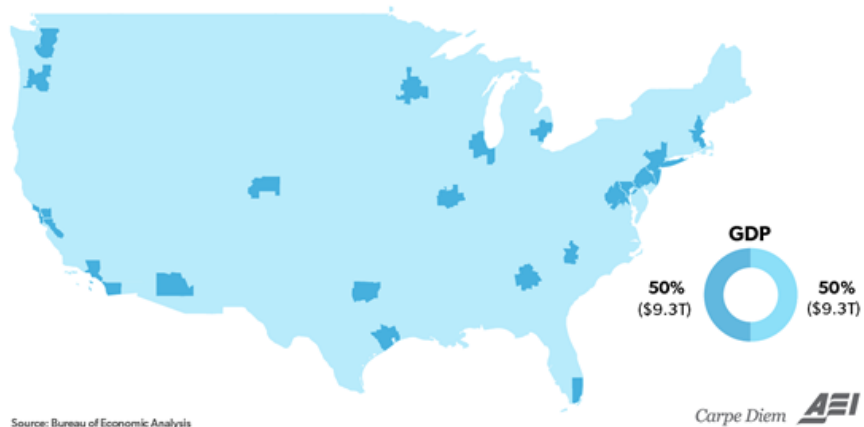 GDP
50%
($9.3T)
50%
($9.3T)
Source: Bureau of Economic Analysis
Carpe Diem AEI